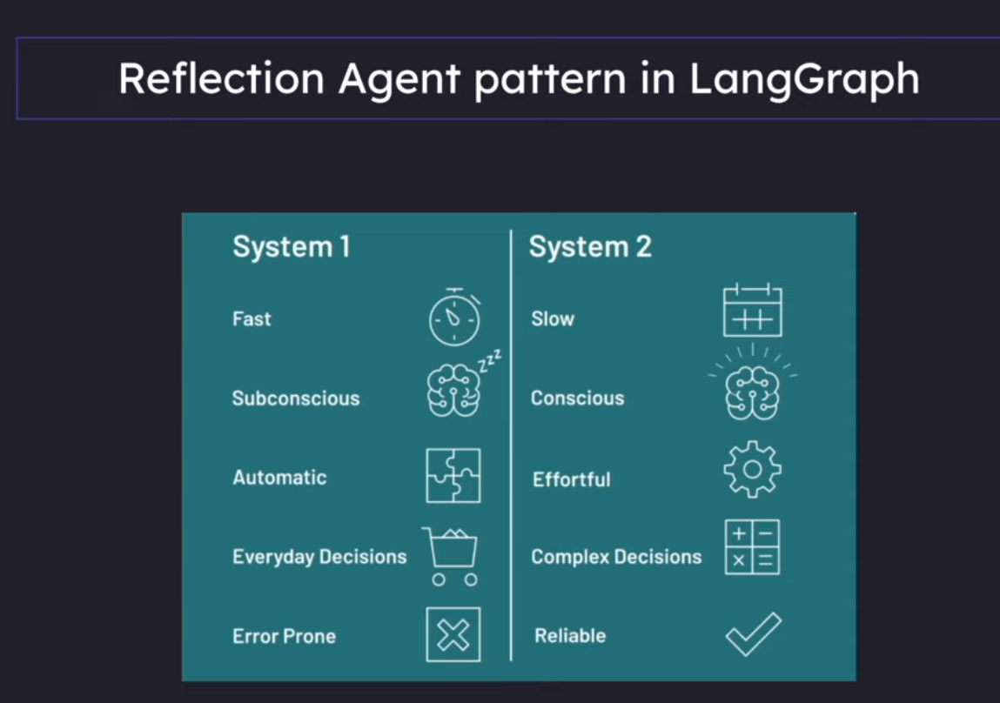 Reflection Agent pattern in LangGraph
System 1
Fast
Subconscious
zzz
Automatic
Everyday Decisions
Error Prone
System 2
Slow
Conscious
Effortful
Complex Decisions
+ − × =
Reliable